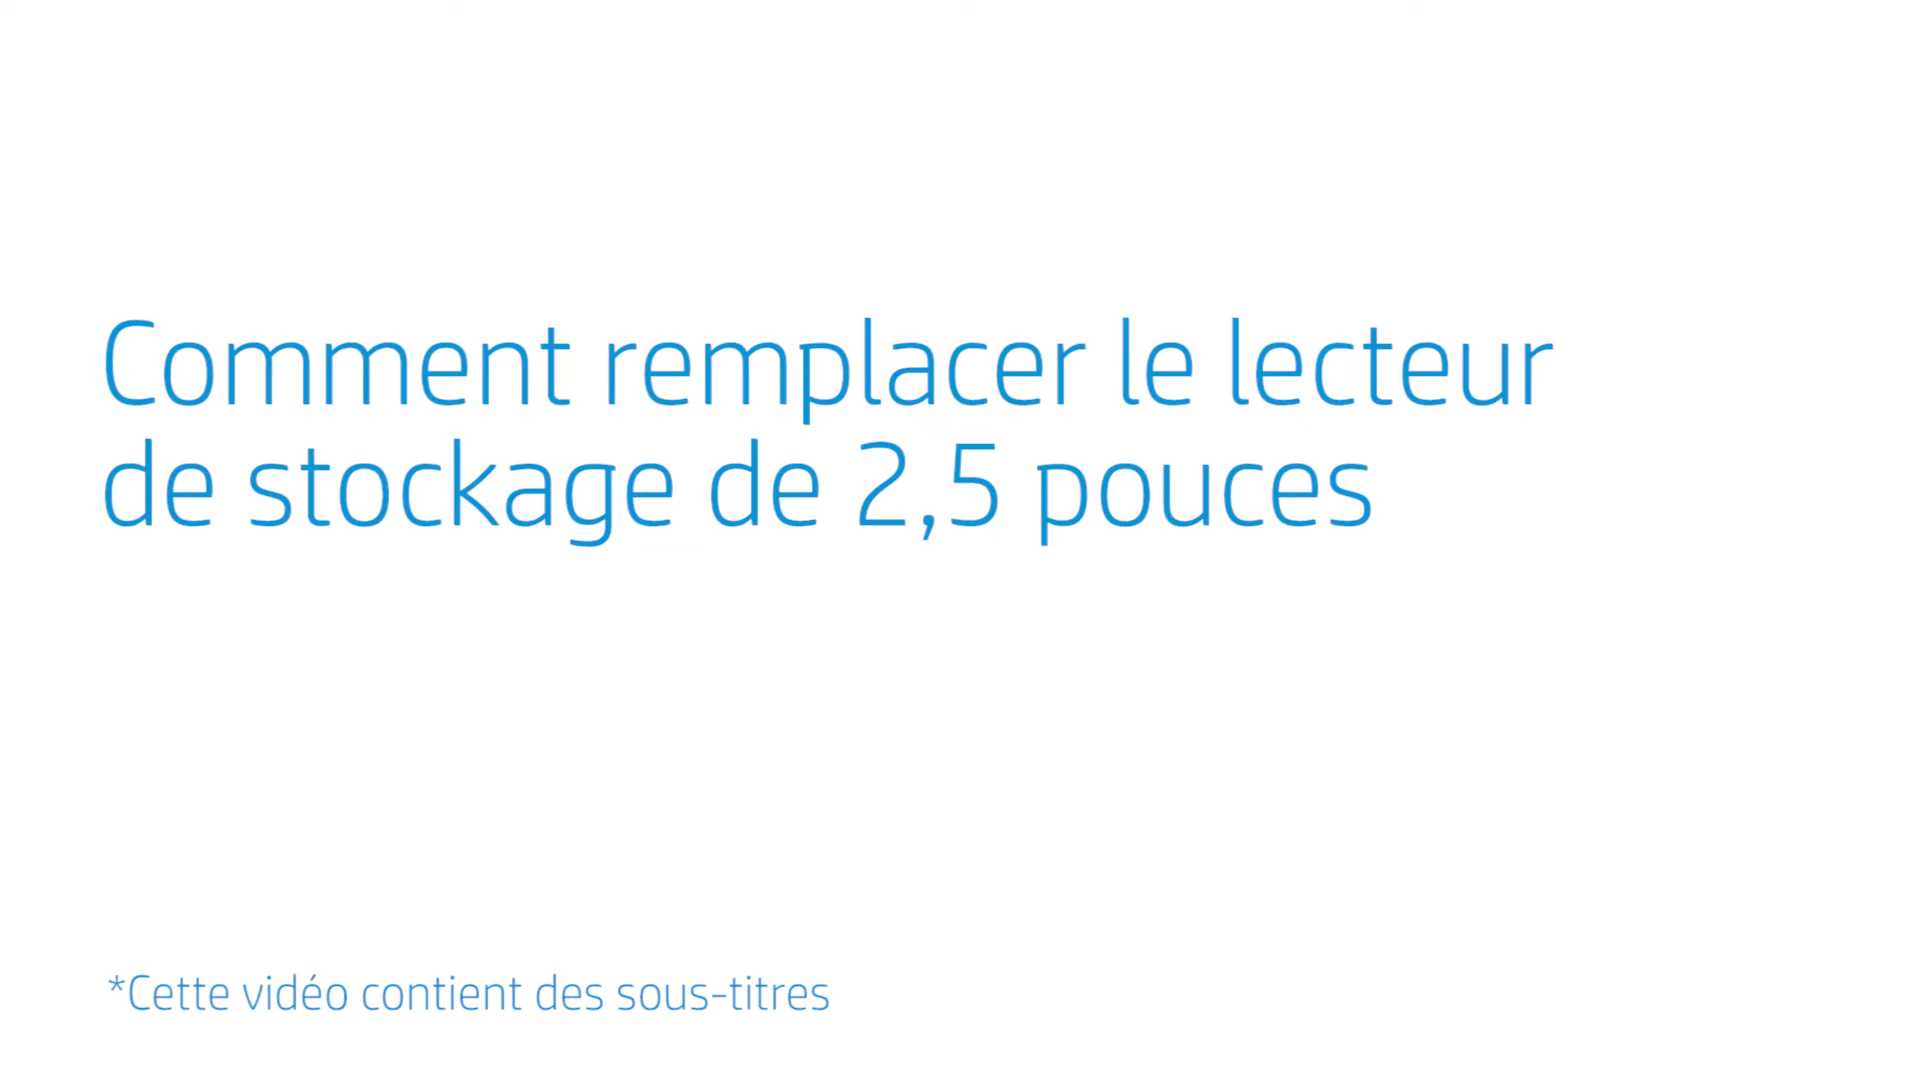 Comment remplacer le lecteur
de stockage de 2,5 pouces
*Cette vidéo contient des sous-titres